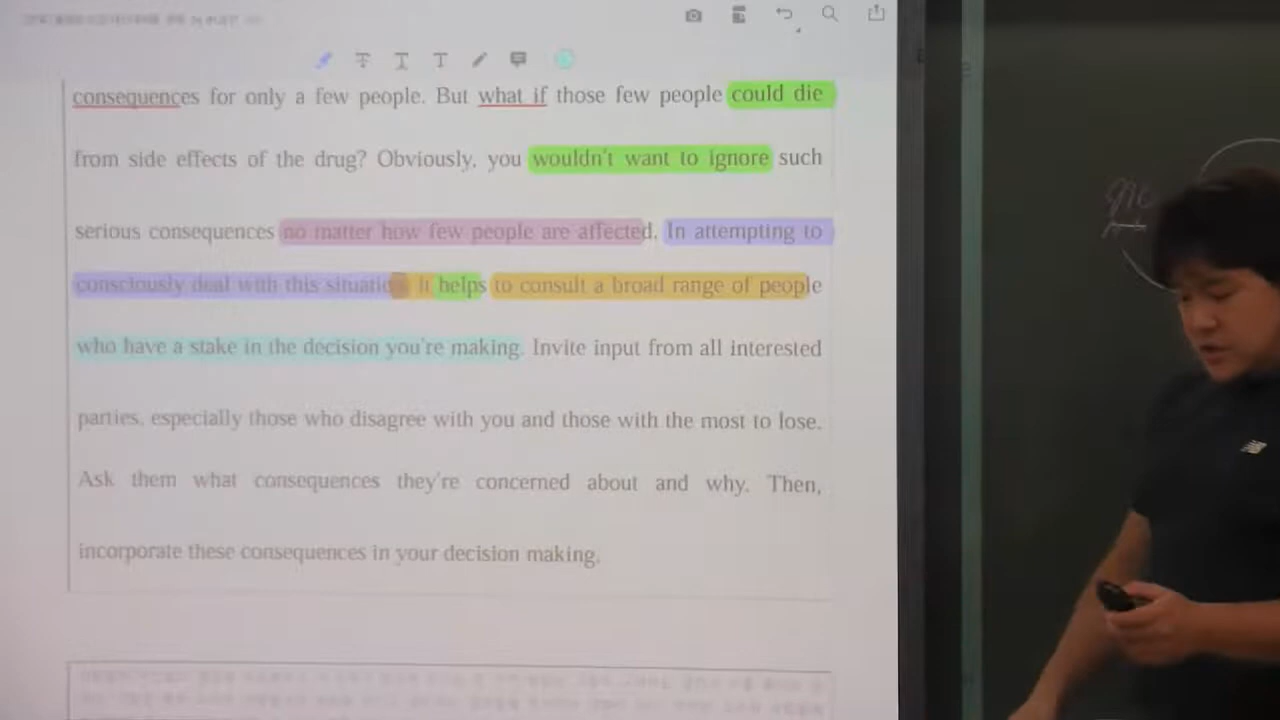 consequences for only a few people. But what if those few people could die
from side effects of the drug? Obviously, you wouldn't want to ignore such
serious consequences no matter how few people are affected. In attempting to
consciously deal with this situation, it helps to consult a broad range of people
who have a stake in the decision you're making. Invite input from all interested
parties, especially those who disagree with you and those with the most to lose.
Ask them what consequences they're concerned about and why. Then,
incorporate these consequences in your decision making.